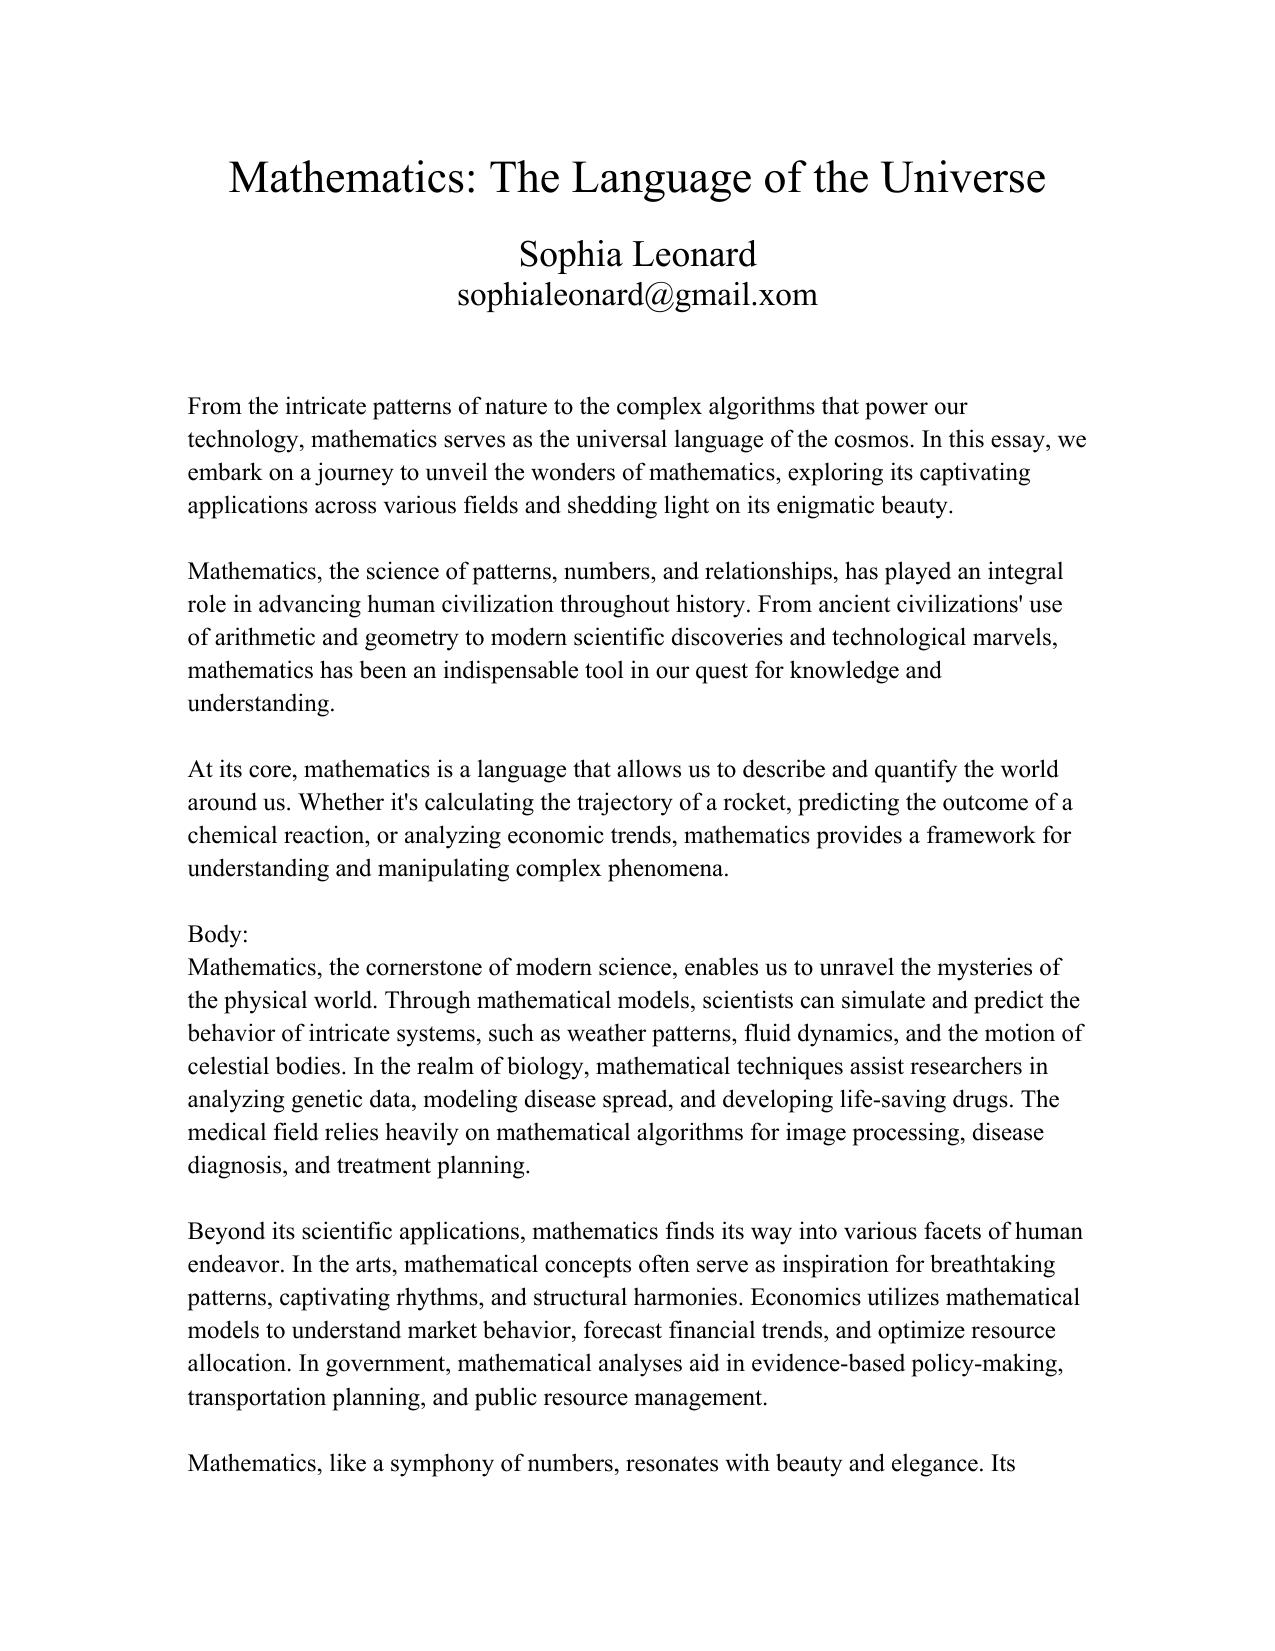 Mathematics: The Language of the Universe
Sophia Leonard
sophialeonard@gmail.xom
From the intricate patterns of nature to the complex algorithms that power our
technology, mathematics serves as the universal language of the cosmos. In this essay, we
embark on a journey to unveil the wonders of mathematics, exploring its captivating
applications across various fields and shedding light on its enigmatic beauty.
Mathematics, the science of patterns, numbers, and relationships, has played an integral
role in advancing human civilization throughout history. From ancient civilizations' use
of arithmetic and geometry to modern scientific discoveries and technological marvels,
mathematics has been an indispensable tool in our quest for knowledge and
understanding.
At its core, mathematics is a language that allows us to describe and quantify the world
around us. Whether it's calculating the trajectory of a rocket, predicting the outcome of a
chemical reaction, or analyzing economic trends, mathematics provides a framework for
understanding and manipulating complex phenomena.
Body:
Mathematics, the cornerstone of modern science, enables us to unravel the mysteries of
the physical world. Through mathematical models, scientists can simulate and predict the
behavior of intricate systems, such as weather patterns, fluid dynamics, and the motion of
celestial bodies. In the realm of biology, mathematical techniques assist researchers in
analyzing genetic data, modeling disease spread, and developing life-saving drugs. The
medical field relies heavily on mathematical algorithms for image processing, disease
diagnosis, and treatment planning.
Beyond its scientific applications, mathematics finds its way into various facets of human
endeavor. In the arts, mathematical concepts often serve as inspiration for breathtaking
patterns, captivating rhythms, and structural harmonies. Economics utilizes mathematical
models to understand market behavior, forecast financial trends, and optimize resource
allocation. In government, mathematical analyses aid in evidence-based policy-making,
transportation planning, and public resource management.
Mathematics, like a symphony of numbers, resonates with beauty and elegance. Its